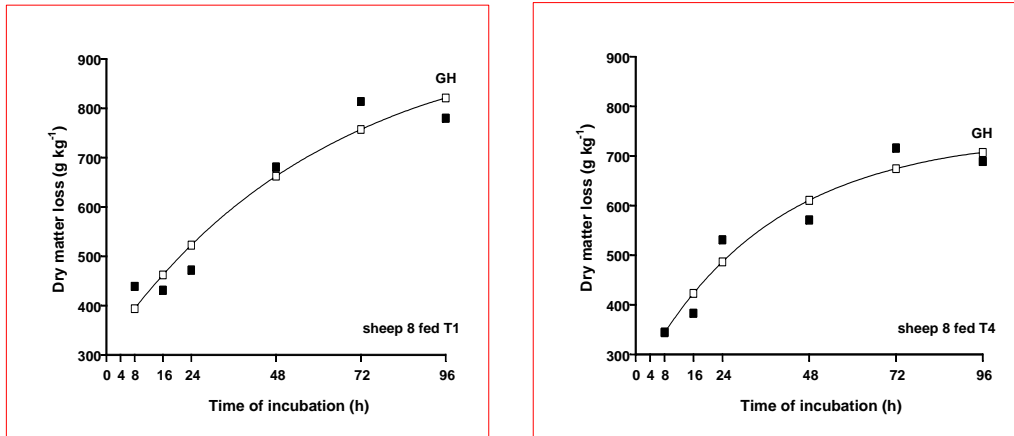 900
800
700
600
500
400
300
Dry matter loss (g kg⁻¹)
GH
sheep 8 fed T1
0 4 8 16 24 48 72 96
Time of incubation (h)
900
800
700
600
500
400
300
Dry matter loss (g kg⁻¹)
GH
sheep 8 fed T4
0 4 8 16 24 48 72 96
Time of incubation (h)